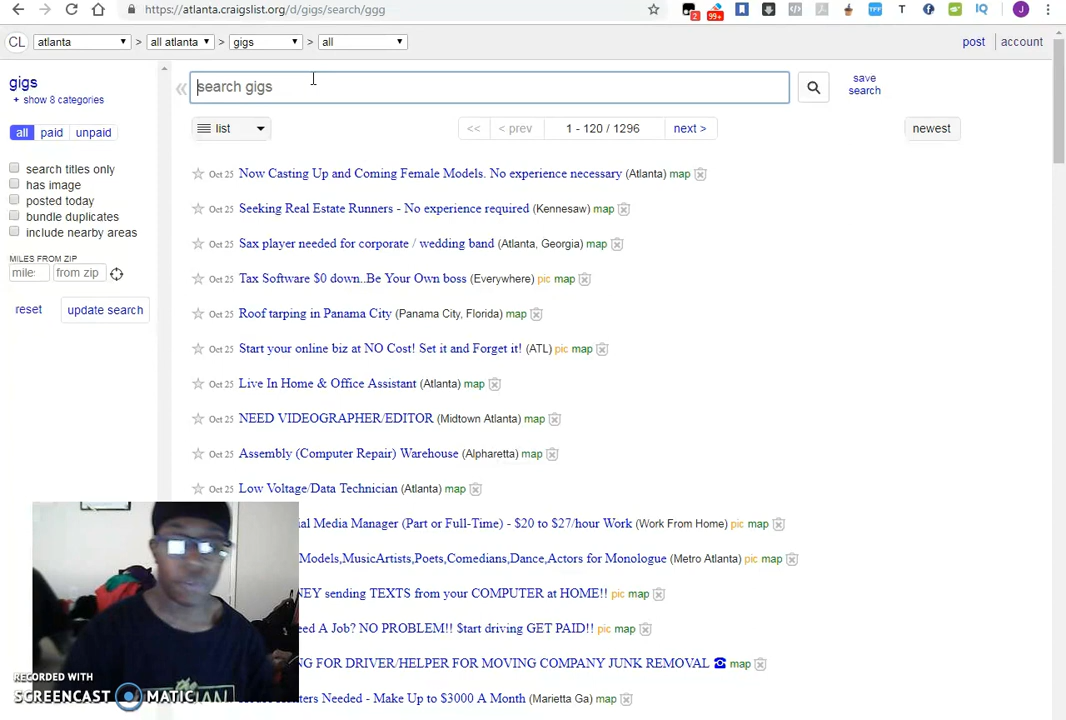 https://atlanta.craigslist.org/d/gigs/search/ggg
2 99+ TFF T IQ J
CL atlanta > all atlanta > gigs > all post account
gigs
+ show 8 categories
all paid unpaid
search titles only
has image
posted today
bundle duplicates
include nearby areas
MILES FROM ZIP
mile: from zip
reset update search
« search gigs save search
list << < prev 1 - 120 / 1296 next > newest
Oct 25 Now Casting Up and Coming Female Models. No experience necessary (Atlanta) map
Oct 25 Seeking Real Estate Runners - No experience required (Kennesaw) map
Oct 25 Sax player needed for corporate / wedding band (Atlanta, Georgia) map
Oct 25 Tax Software $0 down..Be Your Own boss (Everywhere) pic map
Oct 25 Roof tarping in Panama City (Panama City, Florida) map
Oct 25 Start your online biz at NO Cost! Set it and Forget it! (ATL) pic map
Oct 25 Live In Home & Office Assistant (Atlanta) map
Oct 25 NEED VIDEOGRAPHER/EDITOR (Midtown Atlanta) map
Oct 25 Assembly (Computer Repair) Warehouse (Alpharetta) map
Oct 25 Low Voltage/Data Technician (Atlanta) map
ial Media Manager (Part or Full-Time) - $20 to $27/hour Work (Work From Home) pic map
Models,MusicArtists,Poets,Comedians,Dance,Actors for Monologue (Metro Atlanta) pic map
NEY sending TEXTS from your COMPUTER at HOME!! pic map
eed A Job? NO PROBLEM!! $tart driving GET PAID!! pic map
NG FOR DRIVER/HELPER FOR MOVING COMPANY JUNK REMOVAL map
Needed - Make Up to $3000 A Month (Marietta Ga) map
the
IAN
RECORDED WITH
SCREENCAST MATIC